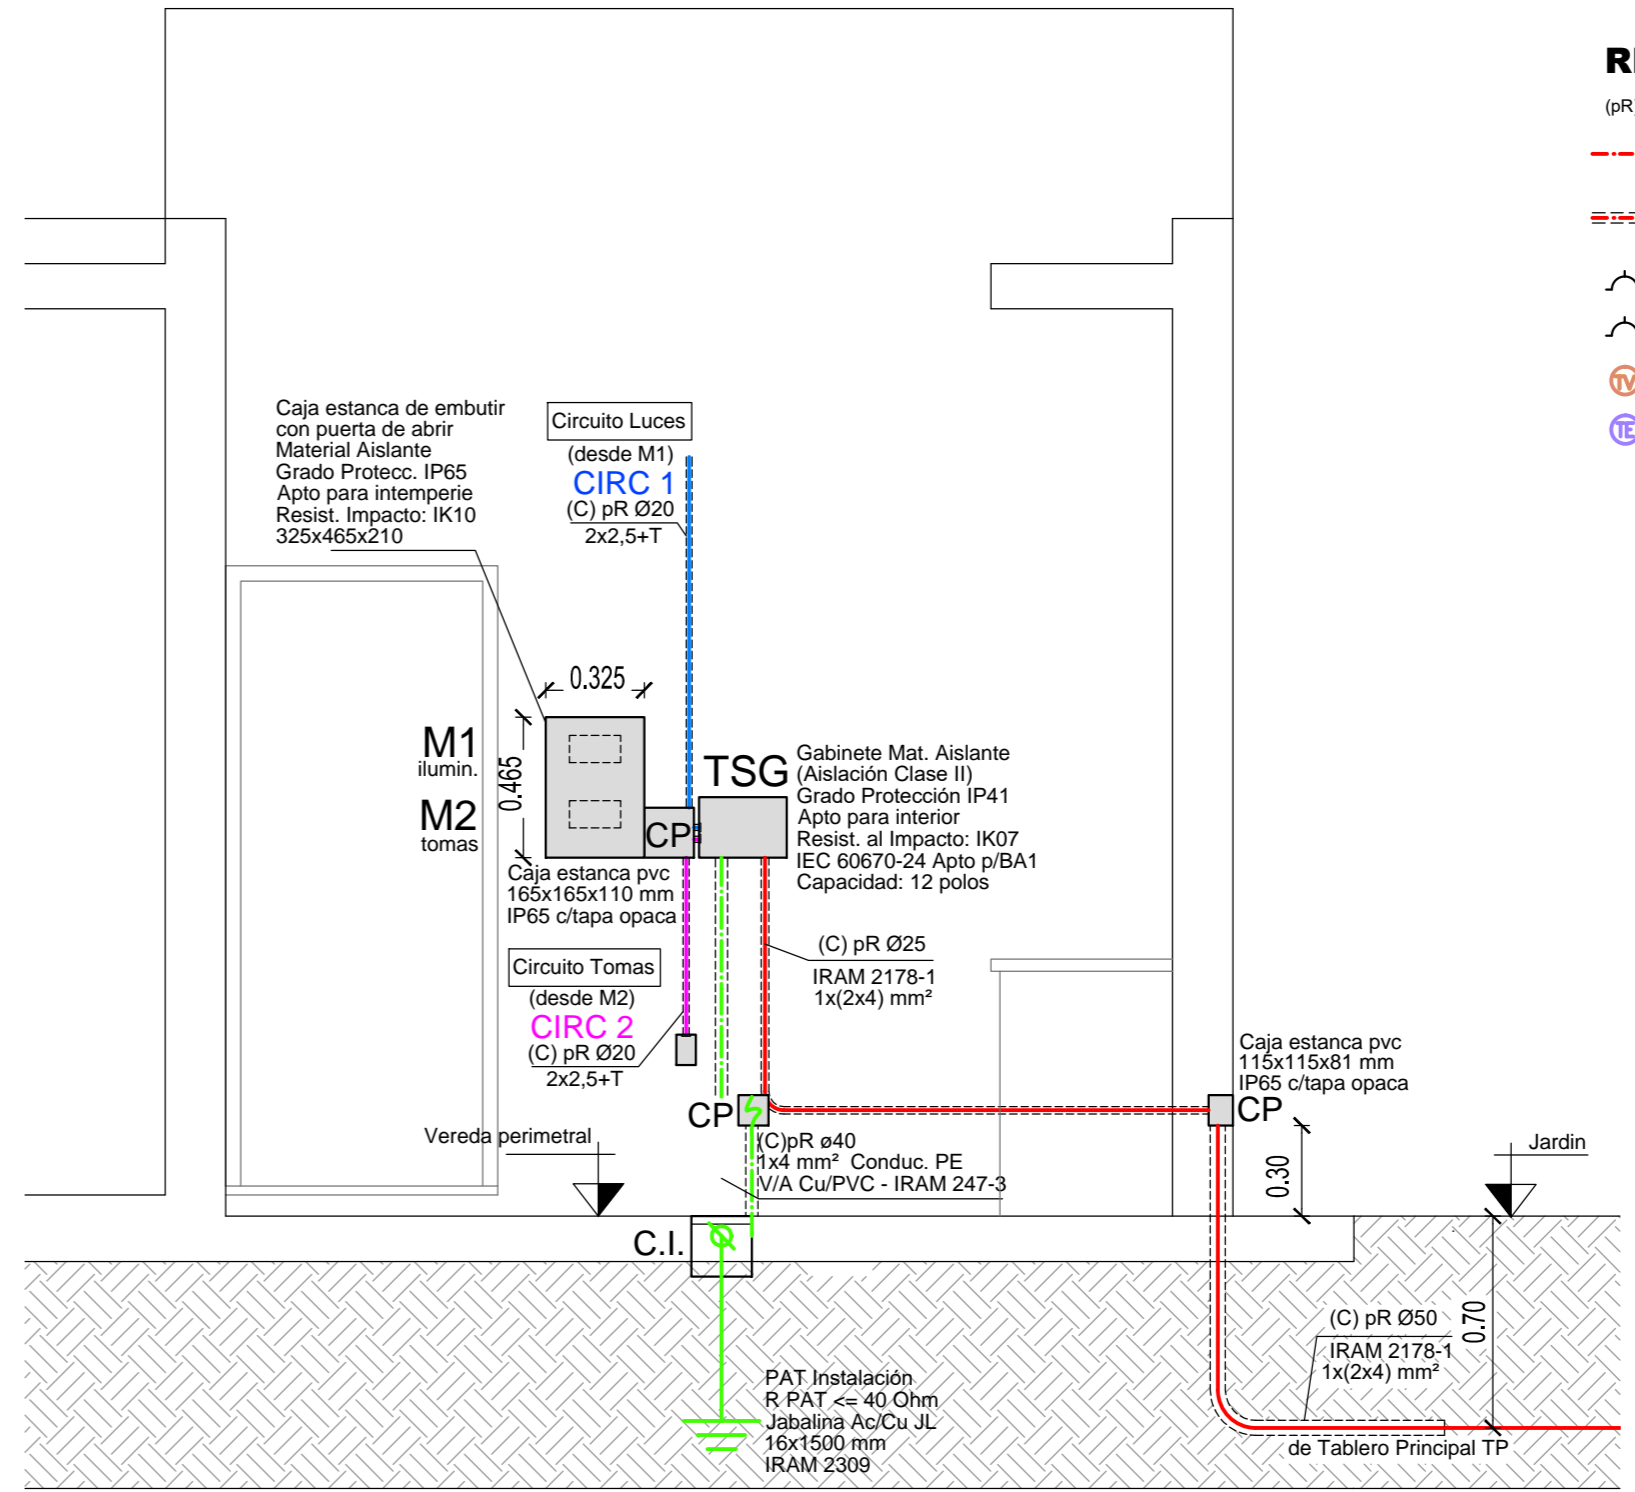 Caja estanca de embutir
con puerta de abrir
Material Aislante
Grado Protecc. IP65
Apto para intemperie
Resist. Impacto: IK10
325x465x210
Circuito Luces
(desde M1)
CIRC 1
(C) pR Ø20
2x2,5+T
(pR)
TV
TE
0.325
0.465
M1
ilumin.
M2
tomas
CP
TSG
Gabinete Mat. Aislante
(Aislación Clase II)
Grado Protección IP41
Apto para interior
Resist. al Impacto: IK07
IEC 60670-24 Apto p/BA1
Capacidad: 12 polos
Caja estanca pvc
165x165x110 mm
IP65 c/tapa opaca
Circuito Tomas
(desde M2)
CIRC 2
(C) pR Ø20
2x2,5+T
(C) pR Ø25
IRAM 2178-1
1x(2x4) mm²
Caja estanca pvc
115x115x81 mm
IP65 c/tapa opaca
CP
CP
0.30
Vereda perimetral
(C)pR ø40
1x4 mm² Conduc. PE
V/A Cu/PVC - IRAM 247-3
Jardin
C.I.
0.70
(C) pR Ø50
IRAM 2178-1
1x(2x4) mm²
de Tablero Principal TP
PAT Instalación
R PAT <= 40 Ohm
Jabalina Ac/Cu JL
16x1500 mm
IRAM 2309